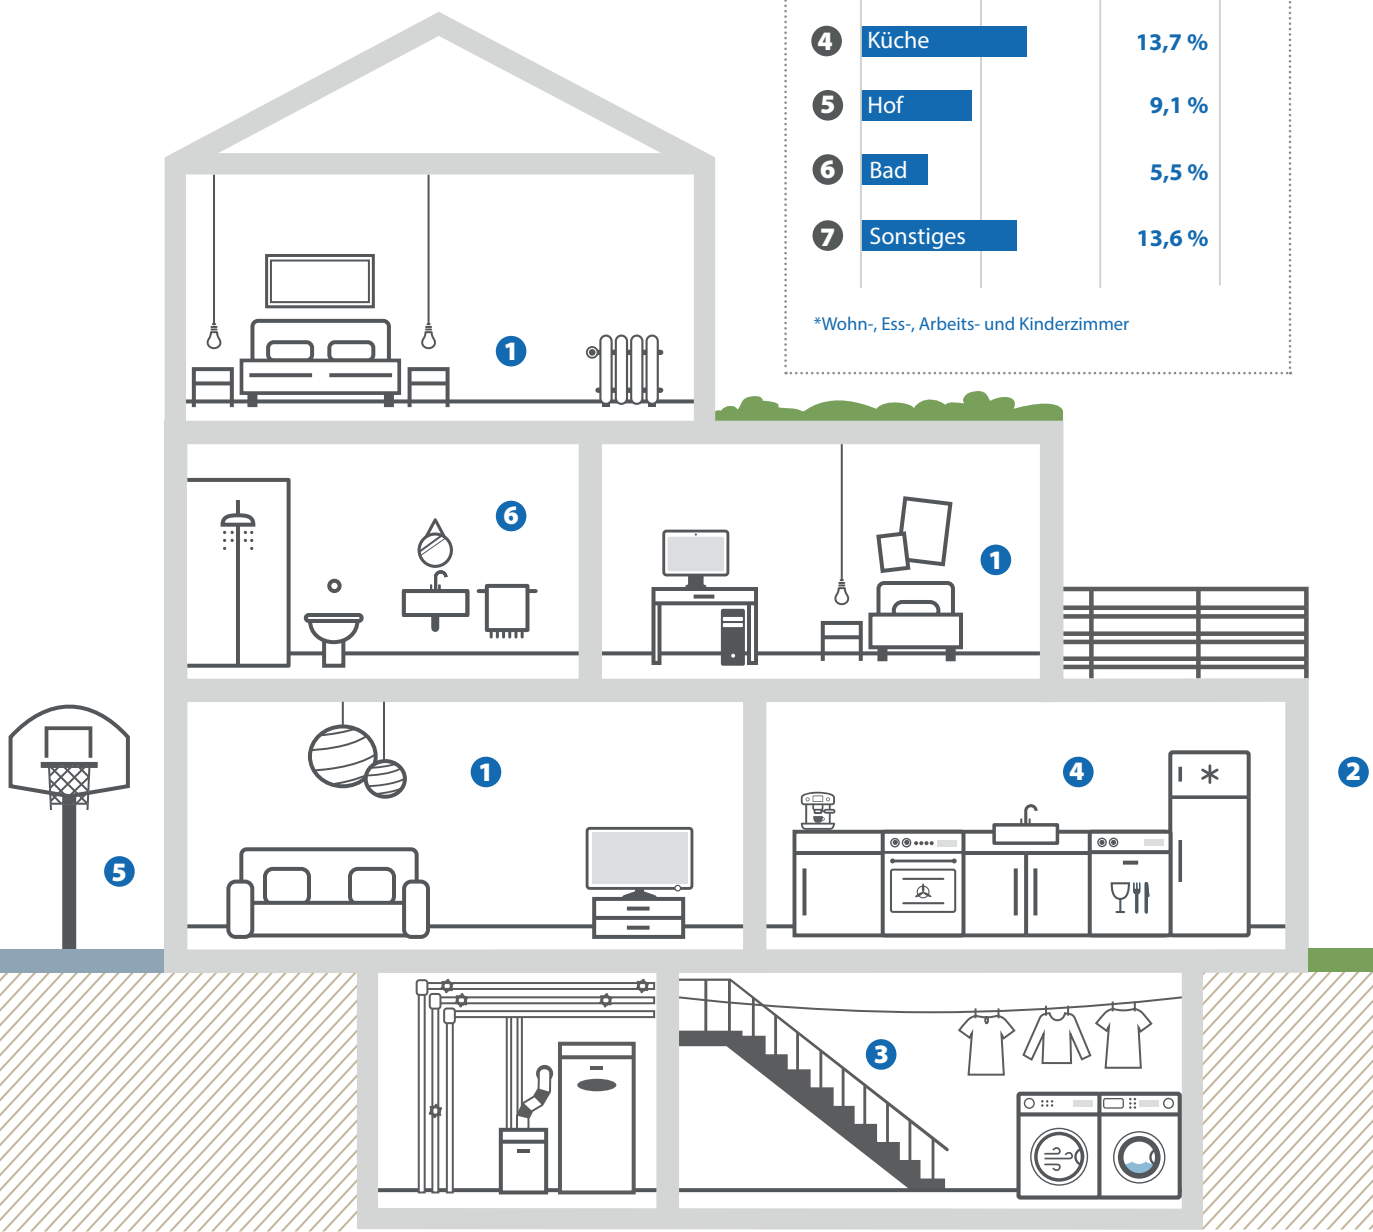 4 Küche 13,7 %
5 Hof 9,1 %
6 Bad 5,5 %
7 Sonstiges 13,6 %
*Wohn-, Ess-, Arbeits- und Kinderzimmer
1
6
1
1
4
2
5
3